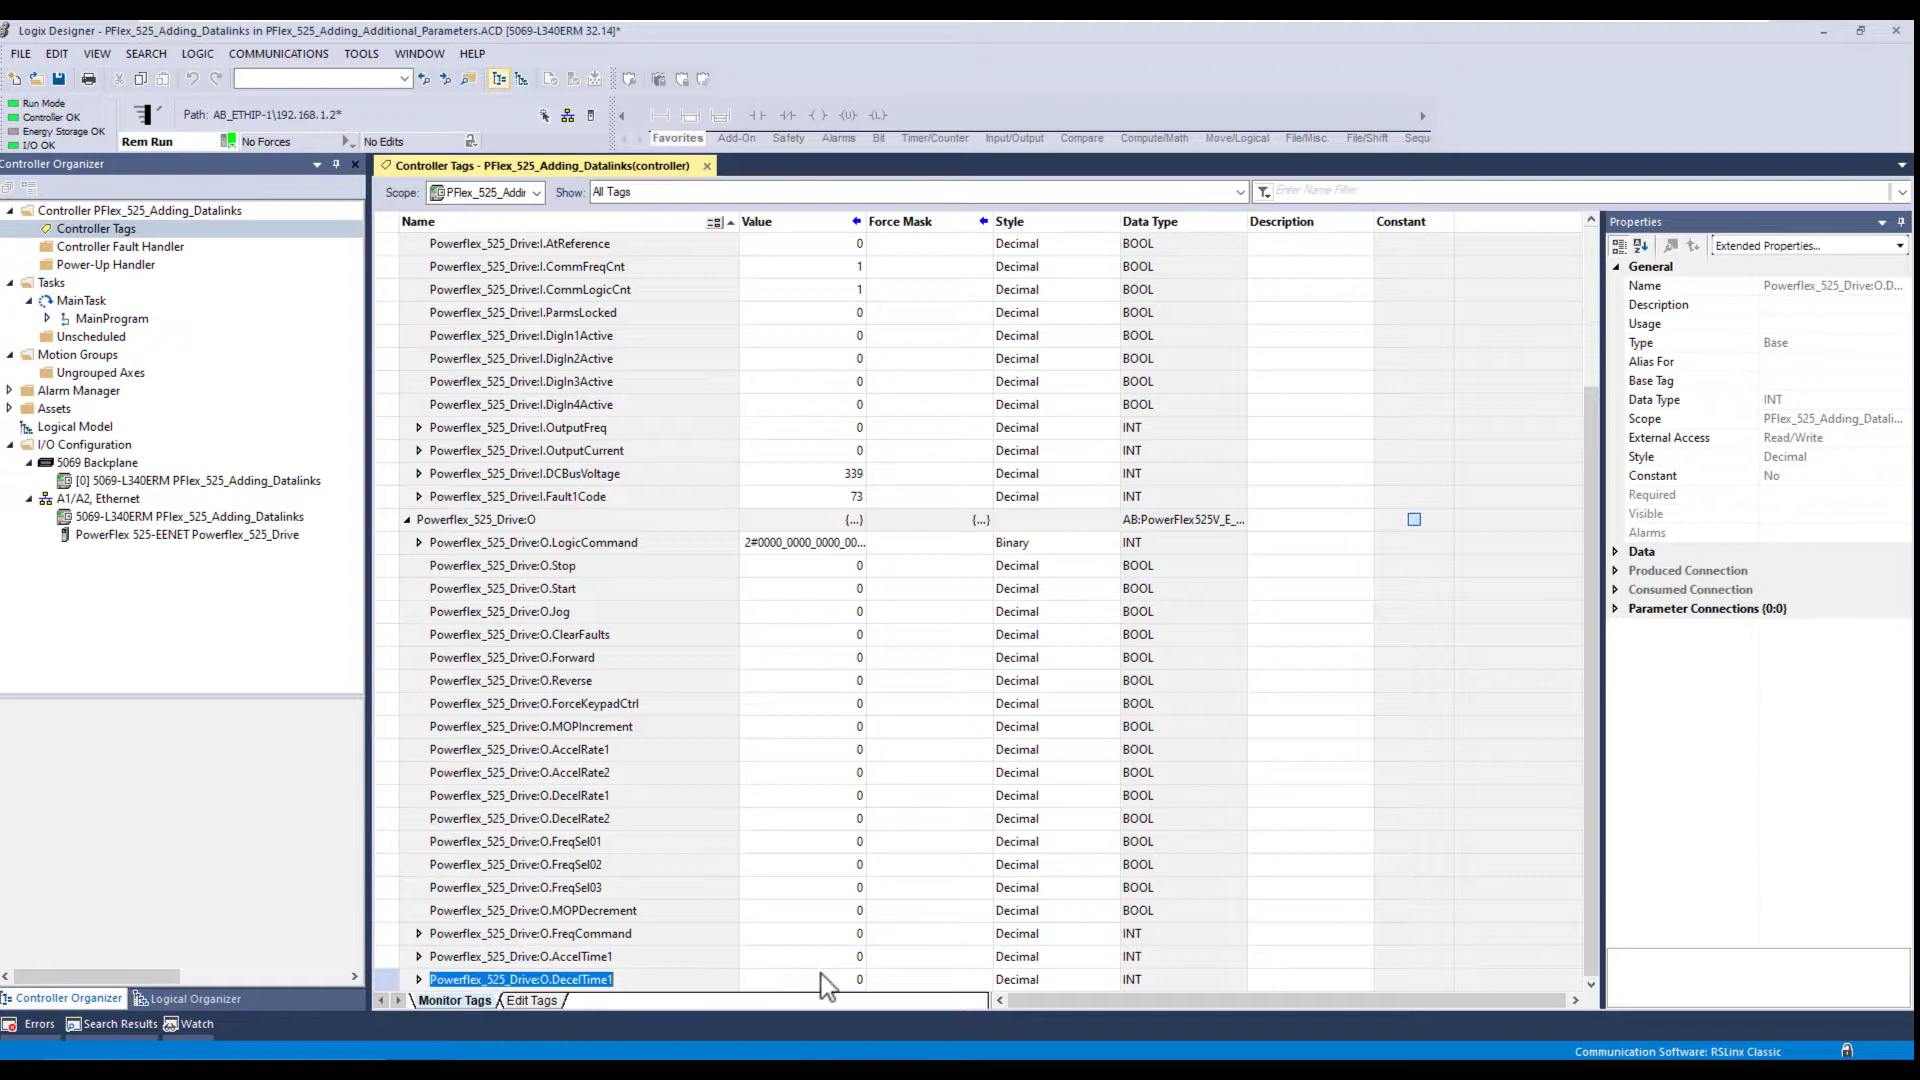 Logix Designer - PFlex_525_Adding_Datalinks in PFlex_525_Adding_Additional_Parameters.ACD [5069-L340ERM 32.14]*
FILE EDIT VIEW SEARCH LOGIC COMMUNICATIONS TOOLS WINDOW HELP
Run Mode
Controller OK
Energy Storage OK
I/O OK
Path: AB_ETHIP-1\192.168.1.2*
Rem Run No Forces No Edits
Favorites Add-On Safety Alarms Bit Timer/Counter Input/Output Compare Compute/Math Move/Logical File/Misc. File/Shift Sequ
Controller Organizer
Controller PFlex_525_Adding_Datalinks
Controller Tags
Controller Fault Handler
Power-Up Handler
Tasks
MainTask
MainProgram
Unscheduled
Motion Groups
Ungrouped Axes
Alarm Manager
Assets
Logical Model
I/O Configuration
5069 Backplane
[0] 5069-L340ERM PFlex_525_Adding_Datalinks
A1/A2, Ethernet
5069-L340ERM PFlex_525_Adding_Datalinks
PowerFlex 525-EENET Powerflex_525_Drive
Controller Organizer Logical Organizer
Controller Tags - PFlex_525_Adding_Datalinks(controller)
Scope: PFlex_525_Addir Show: All Tags Enter Name Filter
Name Value Force Mask Style Data Type Description Constant
Powerflex_525_Drive:I.AtReference 0 Decimal BOOL
Powerflex_525_Drive:I.CommFreqCnt 1 Decimal BOOL
Powerflex_525_Drive:I.CommLogicCnt 1 Decimal BOOL
Powerflex_525_Drive:I.ParmsLocked 0 Decimal BOOL
Powerflex_525_Drive:I.DigIn1Active 0 Decimal BOOL
Powerflex_525_Drive:I.DigIn2Active 0 Decimal BOOL
Powerflex_525_Drive:I.DigIn3Active 0 Decimal BOOL
Powerflex_525_Drive:I.DigIn4Active 0 Decimal BOOL
Powerflex_525_Drive:I.OutputFreq 0 Decimal INT
Powerflex_525_Drive:I.OutputCurrent 0 Decimal INT
Powerflex_525_Drive:I.DCBusVoltage 339 Decimal INT
Powerflex_525_Drive:I.Fault1Code 73 Decimal INT
Powerflex_525_Drive:O {...} {...} AB:PowerFlex525V_E_...
Powerflex_525_Drive:O.LogicCommand 2#0000_0000_0000_00... Binary INT
Powerflex_525_Drive:O.Stop 0 Decimal BOOL
Powerflex_525_Drive:O.Start 0 Decimal BOOL
Powerflex_525_Drive:O.Jog 0 Decimal BOOL
Powerflex_525_Drive:O.ClearFaults 0 Decimal BOOL
Powerflex_525_Drive:O.Forward 0 Decimal BOOL
Powerflex_525_Drive:O.Reverse 0 Decimal BOOL
Powerflex_525_Drive:O.ForceKeypadCtrl 0 Decimal BOOL
Powerflex_525_Drive:O.MOPIncrement 0 Decimal BOOL
Powerflex_525_Drive:O.AccelRate1 0 Decimal BOOL
Powerflex_525_Drive:O.AccelRate2 0 Decimal BOOL
Powerflex_525_Drive:O.DecelRate1 0 Decimal BOOL
Powerflex_525_Drive:O.DecelRate2 0 Decimal BOOL
Powerflex_525_Drive:O.FreqSel01 0 Decimal BOOL
Powerflex_525_Drive:O.FreqSel02 0 Decimal BOOL
Powerflex_525_Drive:O.FreqSel03 0 Decimal BOOL
Powerflex_525_Drive:O.MOPDecrement 0 Decimal BOOL
Powerflex_525_Drive:O.FreqCommand 0 Decimal INT
Powerflex_525_Drive:O.AccelTime1 0 Decimal INT
Powerflex_525_Drive:O.DecelTime1 0 Decimal INT
Monitor Tags Edit Tags
Properties
Extended Properties...
General
Name Powerflex_525_Drive:O.D...
Description
Usage
Type Base
Alias For
Base Tag
Data Type INT
Scope PFlex_525_Adding_Datali...
External Access Read/Write
Style Decimal
Constant No
Required
Visible
Alarms
Data
Produced Connection
Consumed Connection
Parameter Connections {0:0}
Errors Search Results Watch
Communication Software: RSLinx Classic